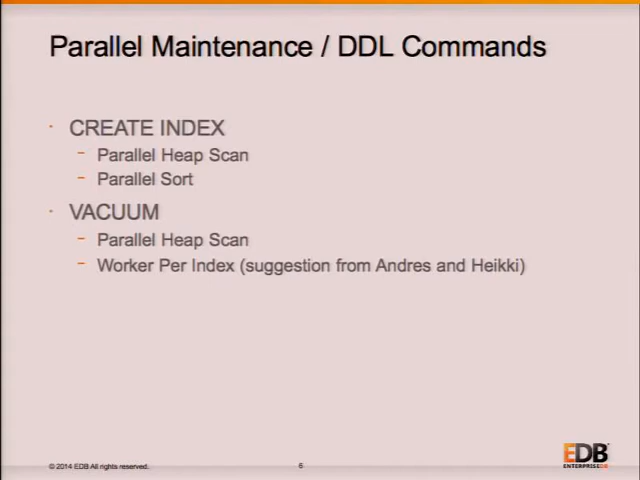 Parallel Maintenance / DDL Commands
· CREATE INDEX
– Parallel Heap Scan
– Parallel Sort
· VACUUM
– Parallel Heap Scan
– Worker Per Index (suggestion from Andres and Heikki)
© 2014 EDB All rights reserved.
6
EDB
ENTERPRISEDB